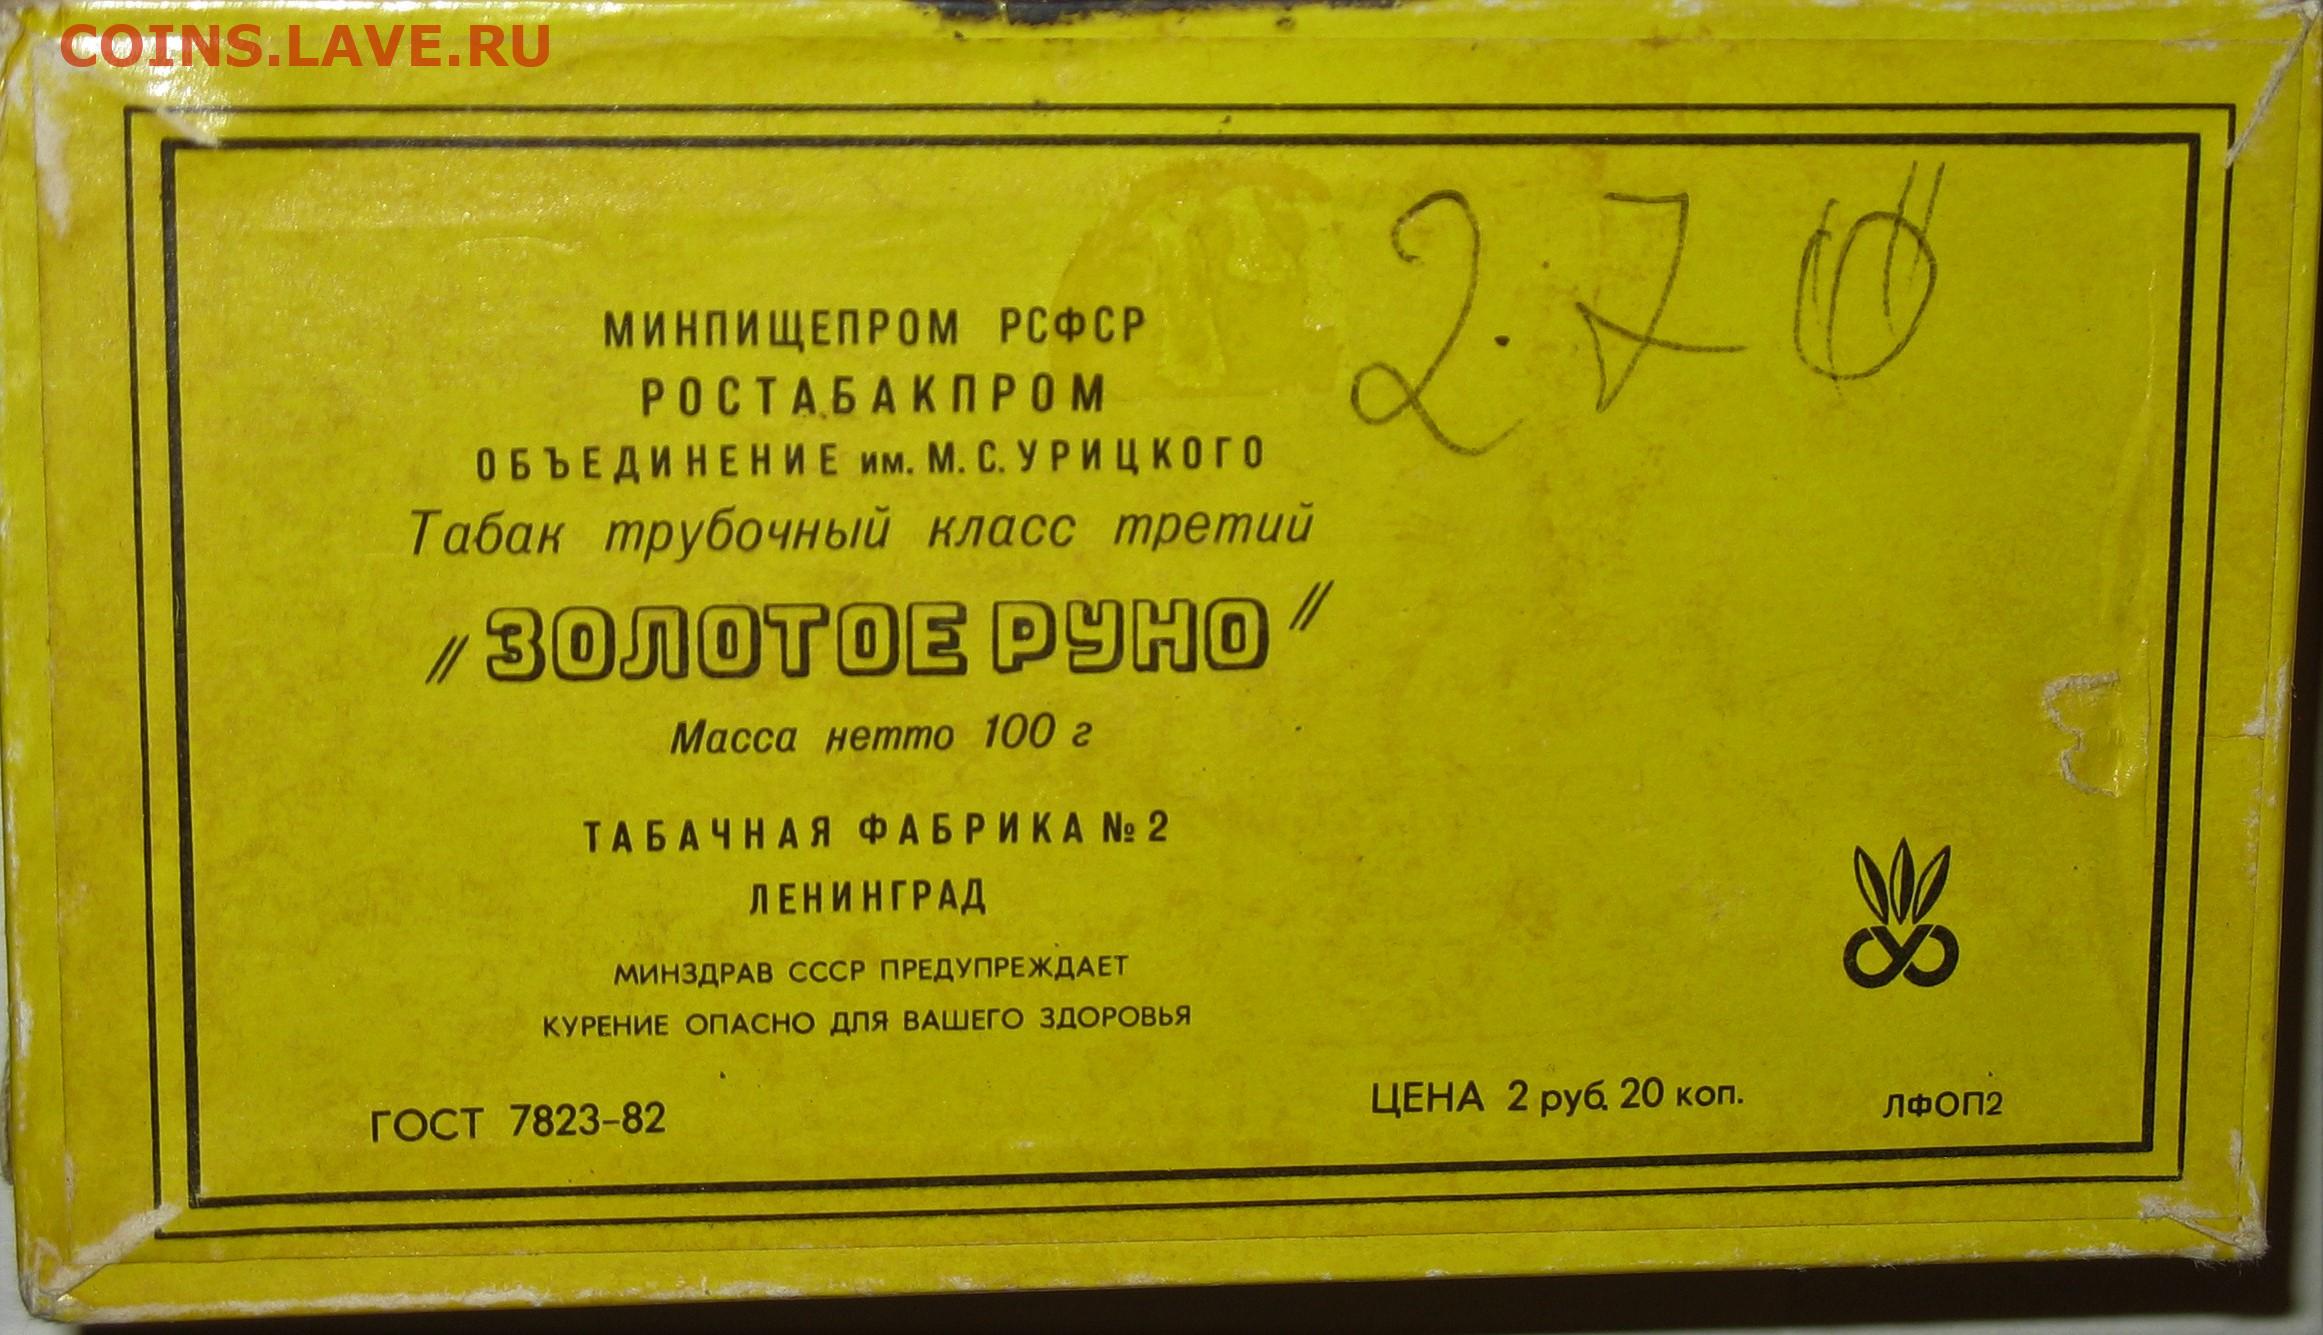 COINS.LAVE.RU
2.70
МИНПИЩЕПРОМ РСФСР
РОСТАБАКПРОМ
ОБЪЕДИНЕНИЕ им. М.С. УРИЦКОГО
Табак трубочный класс третий
"ЗОЛОТОЕ РУНО"
Масса нетто 100 г
ТАБАЧНАЯ ФАБРИКА № 2
ЛЕНИНГРАД
МИНЗДРАВ СССР ПРЕДУПРЕЖДАЕТ
КУРЕНИЕ ОПАСНО ДЛЯ ВАШЕГО ЗДОРОВЬЯ
ГОСТ 7823-82 ЦЕНА 2 руб. 20 коп. ЛФОП2